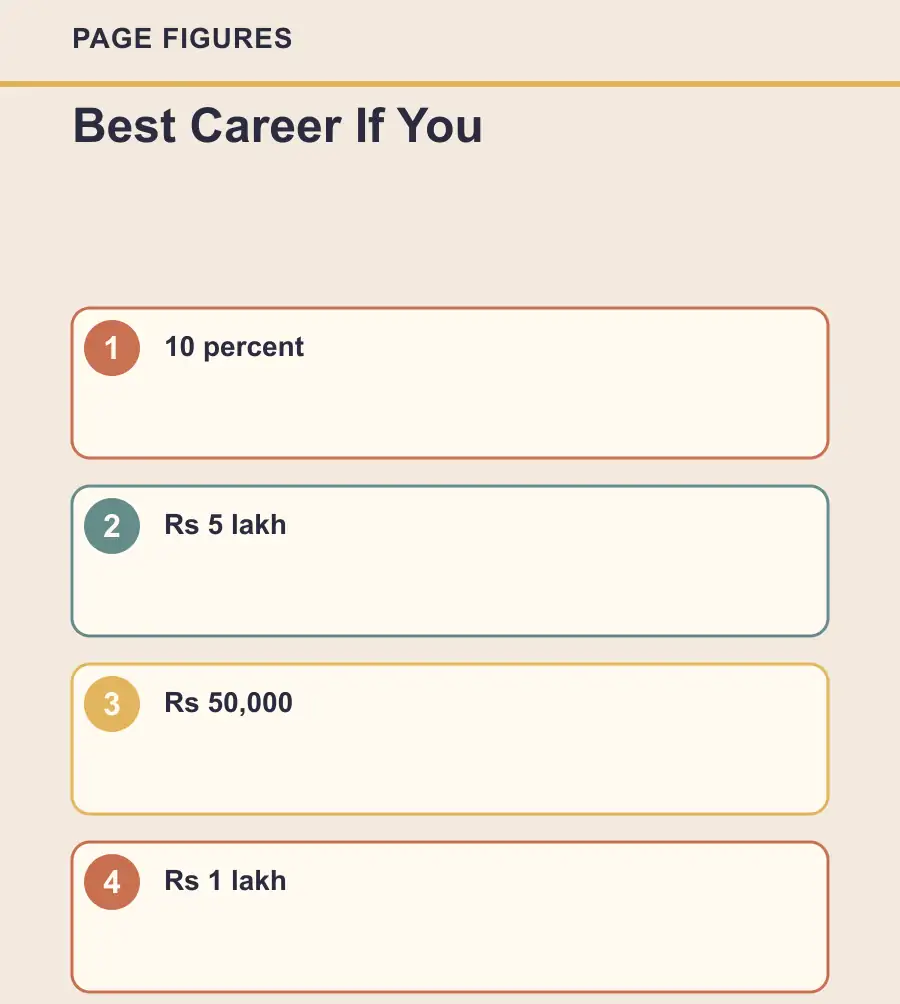 PAGE FIGURES
Best Career If You
1 10 percent
2 Rs 5 lakh
3 Rs 50,000
4 Rs 1 lakh